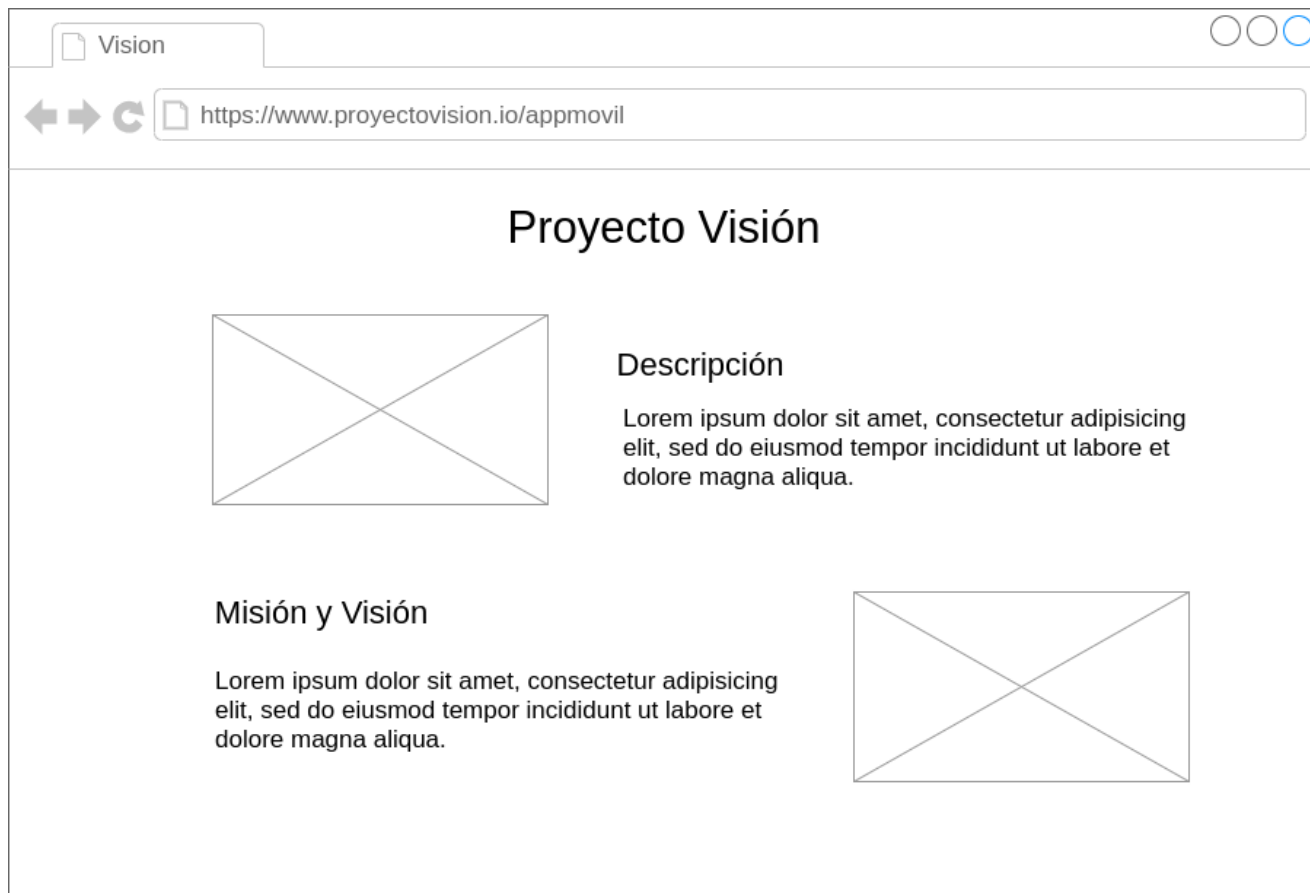 Vision
https://www.proyectovision.io/appmovil
Proyecto Visión
Descripción
Lorem ipsum dolor sit amet, consectetur adipisicing
elit, sed do eiusmod tempor incididunt ut labore et
dolore magna aliqua.
Misión y Visión
Lorem ipsum dolor sit amet, consectetur adipisicing
elit, sed do eiusmod tempor incididunt ut labore et
dolore magna aliqua.